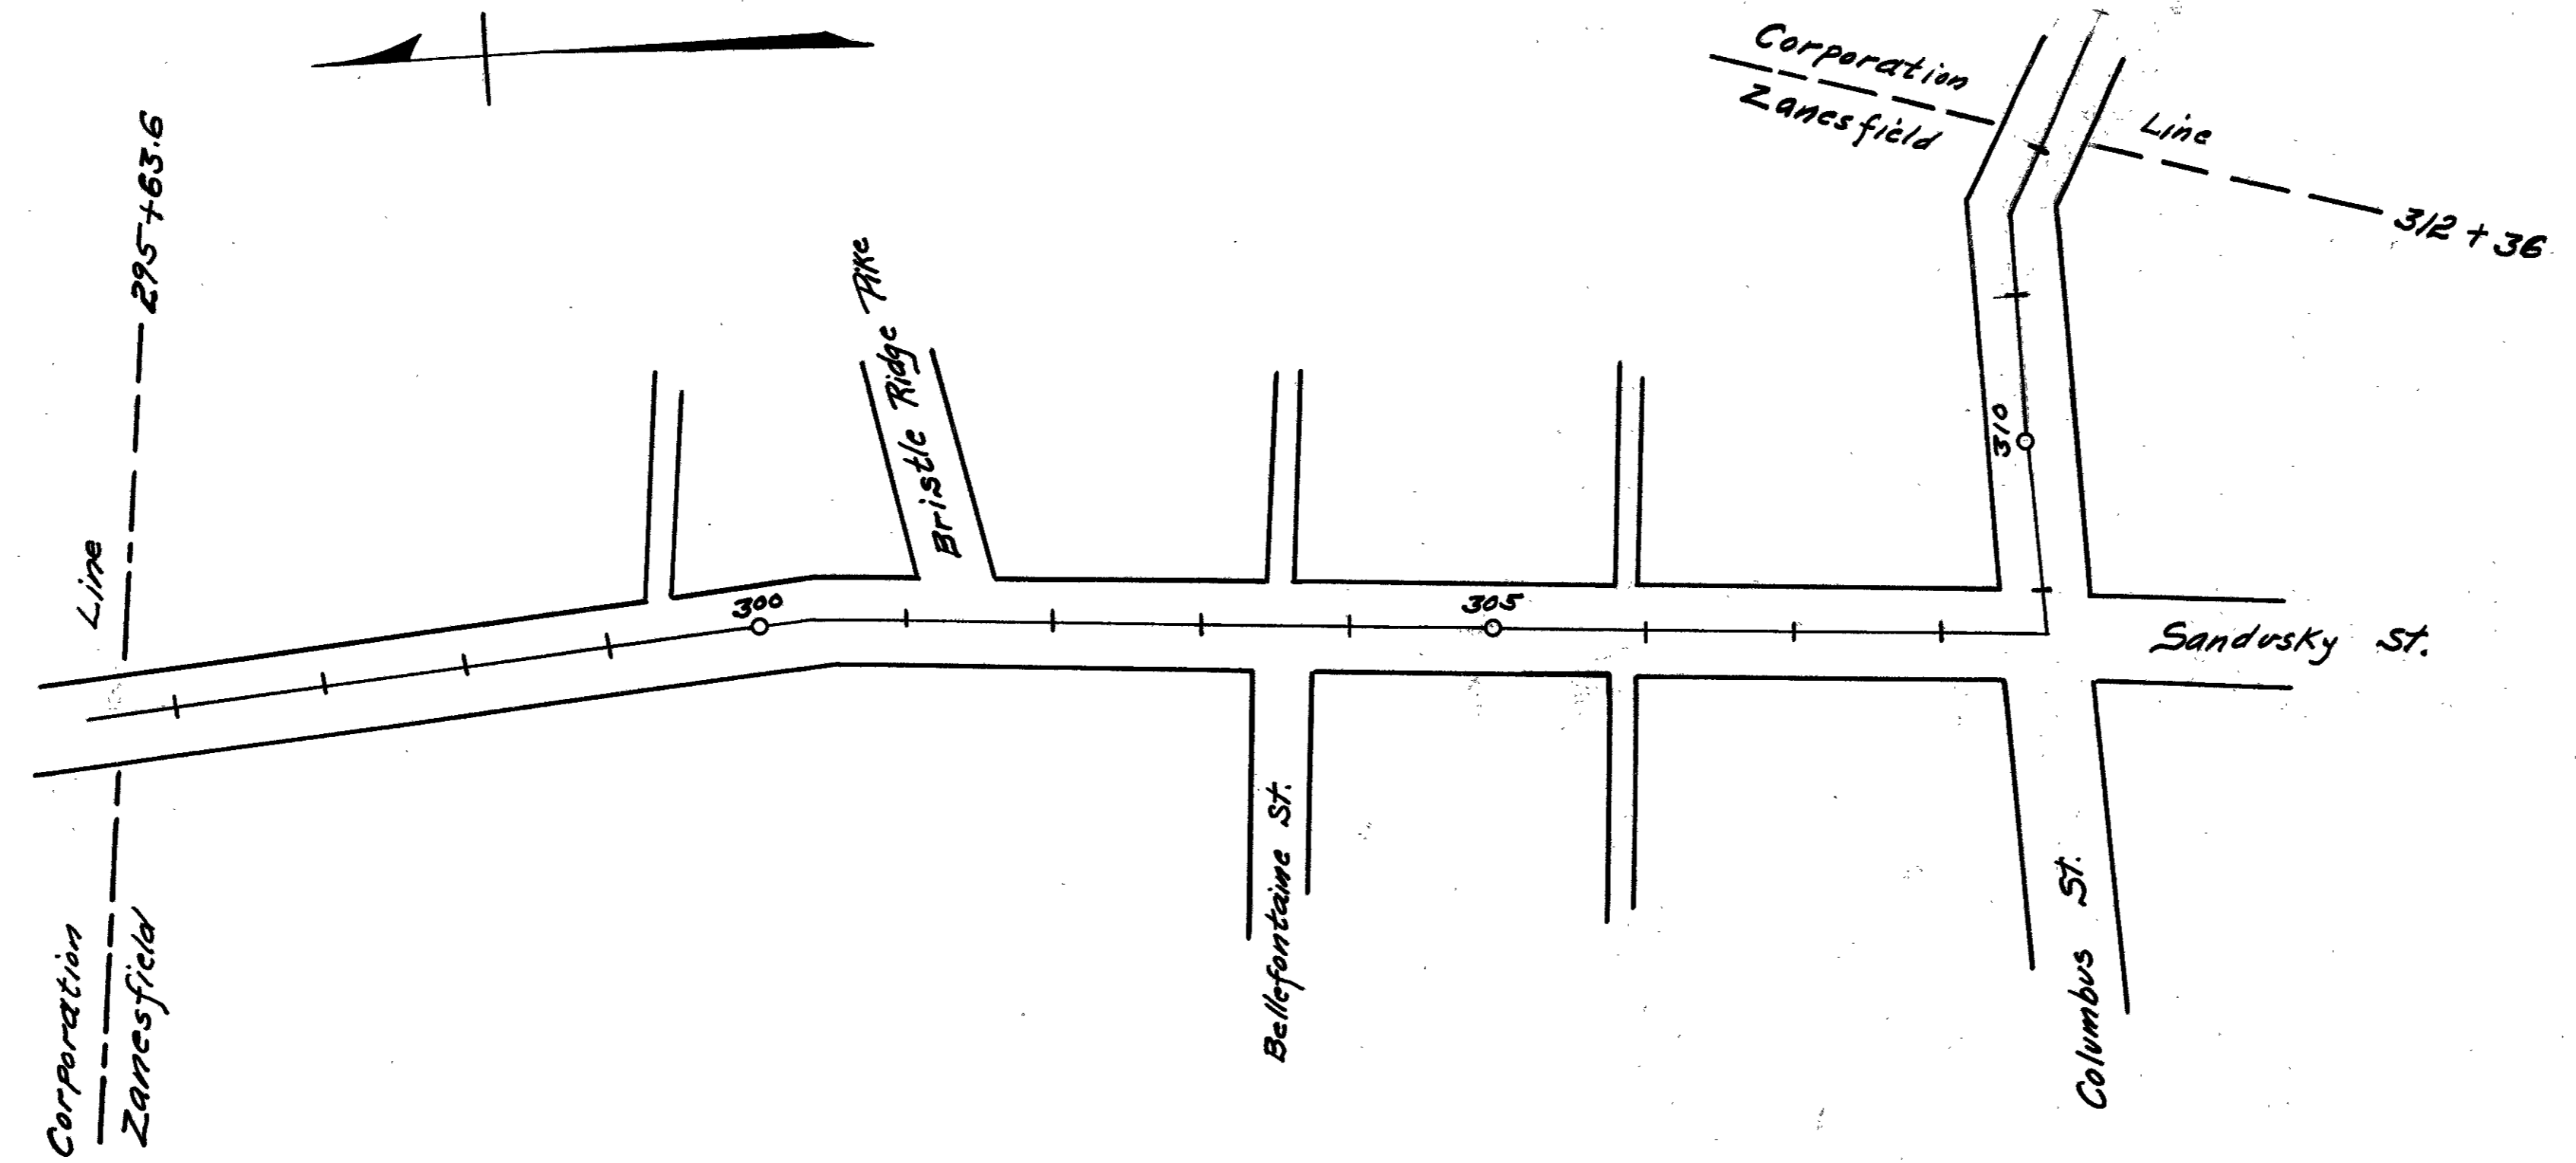 Corporation Line
Zanesfield
295+63.6
300
Bristle Ridge Pike
305
Bellefontaine St.
310
Corporation Line
Zanesfield
312 + 36
Sandusky St.
Columbus St.